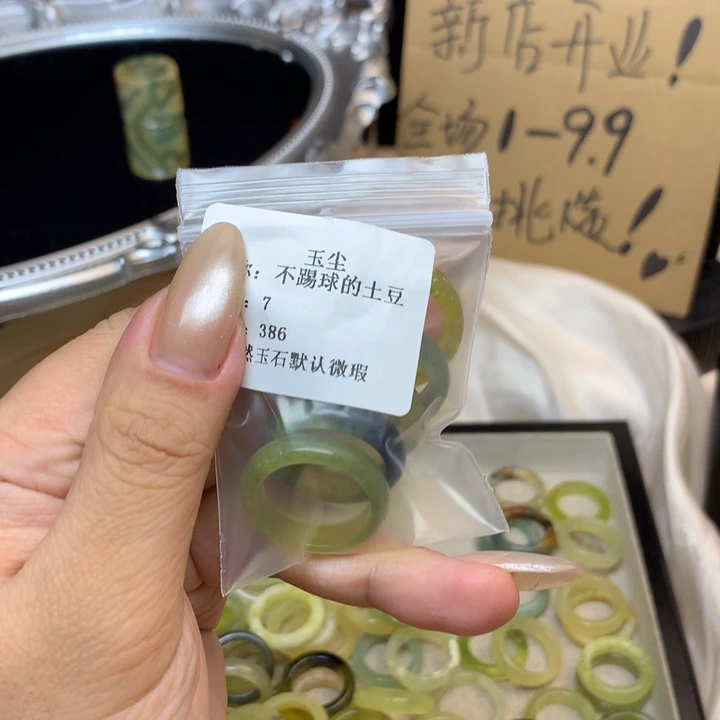 新店开业！
全场1-9.9
挑选！
玉尘
：不踢球的土豆
：7
：386
然玉石默认微瑕